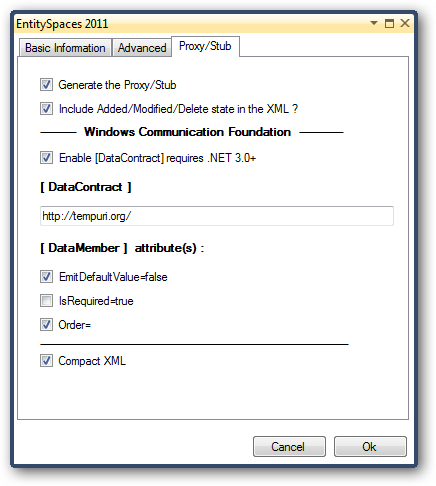 EntitySpaces 2011
Basic Information Advanced Proxy/Stub
Generate the Proxy/Stub
Include Added/Modified/Delete state in the XML ?
Windows Communication Foundation
Enable [DataContract] requires .NET 3.0+
[ DataContract ]
http://tempuri.org/
[ DataMember ] attribute(s) :
EmitDefaultValue=false
IsRequired=true
Order=
Compact XML
Cancel Ok